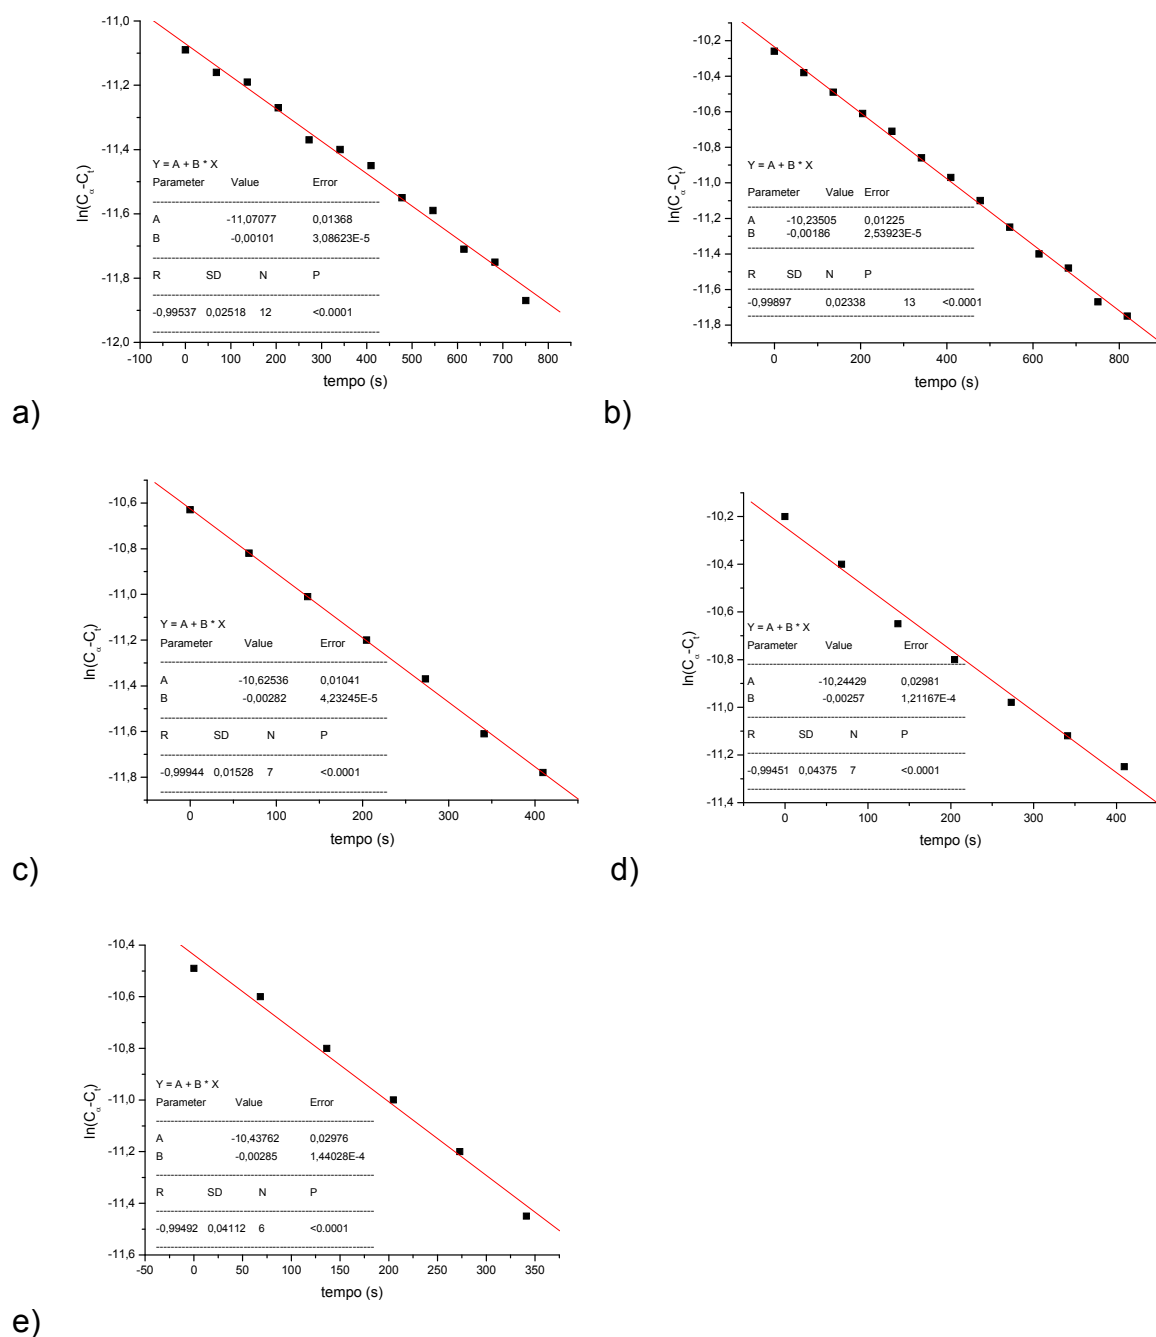 -11,0
-11,2
-11,4
-11,6
-11,8
-12,0
ln(Cα-Ct)
Y = A + B * X
Parameter Value Error
------------------------------------------------------------
A -11,07077 0,01368
B -0,00101 3,08623E-5
------------------------------------------------------------
R SD N P
------------------------------------------------------------
-0,99537 0,02518 12 <0.0001
------------------------------------------------------------
-100 0 100 200 300 400 500 600 700 800
tempo (s)
a)
-10,2
-10,4
-10,6
-10,8
-11,0
-11,2
-11,4
-11,6
-11,8
ln(Cα-Ct)
Y = A + B * X
Parameter Value Error
------------------------------------------------------------
A -10,23505 0,01225
B -0,00186 2,53923E-5
------------------------------------------------------------
R SD N P
------------------------------------------------------------
-0,99897 0,02338 13 <0.0001
------------------------------------------------------------
0 200 400 600 800
tempo (s)
b)
-10,6
-10,8
-11,0
-11,2
-11,4
-11,6
-11,8
ln(Cα-Ct)
Y = A + B * X
Parameter Value Error
------------------------------------------------------------
A -10,62536 0,01041
B -0,00282 4,23245E-5
------------------------------------------------------------
R SD N P
------------------------------------------------------------
-0,99944 0,01528 7 <0.0001
------------------------------------------------------------
0 100 200 300 400
tempo (s)
c)
-10,2
-10,4
-10,6
-10,8
-11,0
-11,2
-11,4
ln(Cα-Ct)
Y = A + B * X
Parameter Value Error
------------------------------------------------------------
A -10,24429 0,02981
B -0,00257 1,21167E-4
------------------------------------------------------------
R SD N P
------------------------------------------------------------
-0,99451 0,04375 7 <0.0001
------------------------------------------------------------
0 100 200 300 400
tempo (s)
d)
-10,4
-10,6
-10,8
-11,0
-11,2
-11,4
-11,6
ln(Cα-Ct)
Y = A + B * X
Parameter Value Error
------------------------------------------------------------
A -10,43762 0,02976
B -0,00285 1,44028E-4
------------------------------------------------------------
R SD N P
------------------------------------------------------------
-0,99492 0,04112 6 <0.0001
------------------------------------------------------------
-50 0 50 100 150 200 250 300 350
tempo (s)
e)